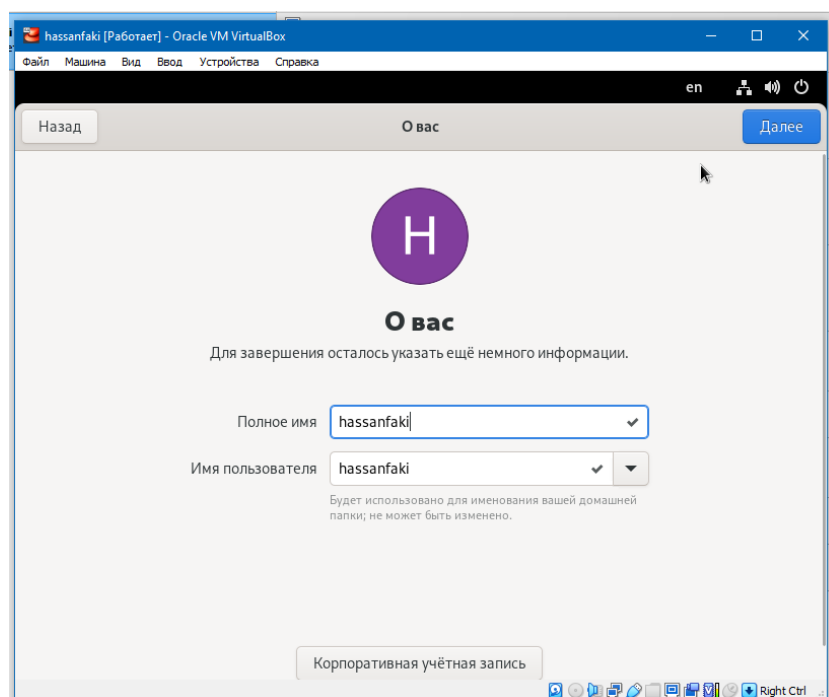 hassanfaki [Работает] - Oracle VM VirtualBox
Файл Машина Вид Ввод Устройства Справка
en
Назад О вас Далее
H
О вас
Для завершения осталось указать ещё немного информации.
Полное имя hassanfaki
Имя пользователя hassanfaki
Будет использовано для именования вашей домашней
папки; не может быть изменено.
Корпоративная учётная запись
Right Ctrl